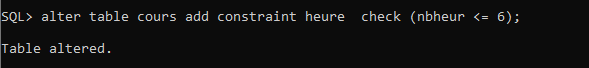 SQL> alter table cours add constraint heure  check (nbheur <= 6);
Table altered.